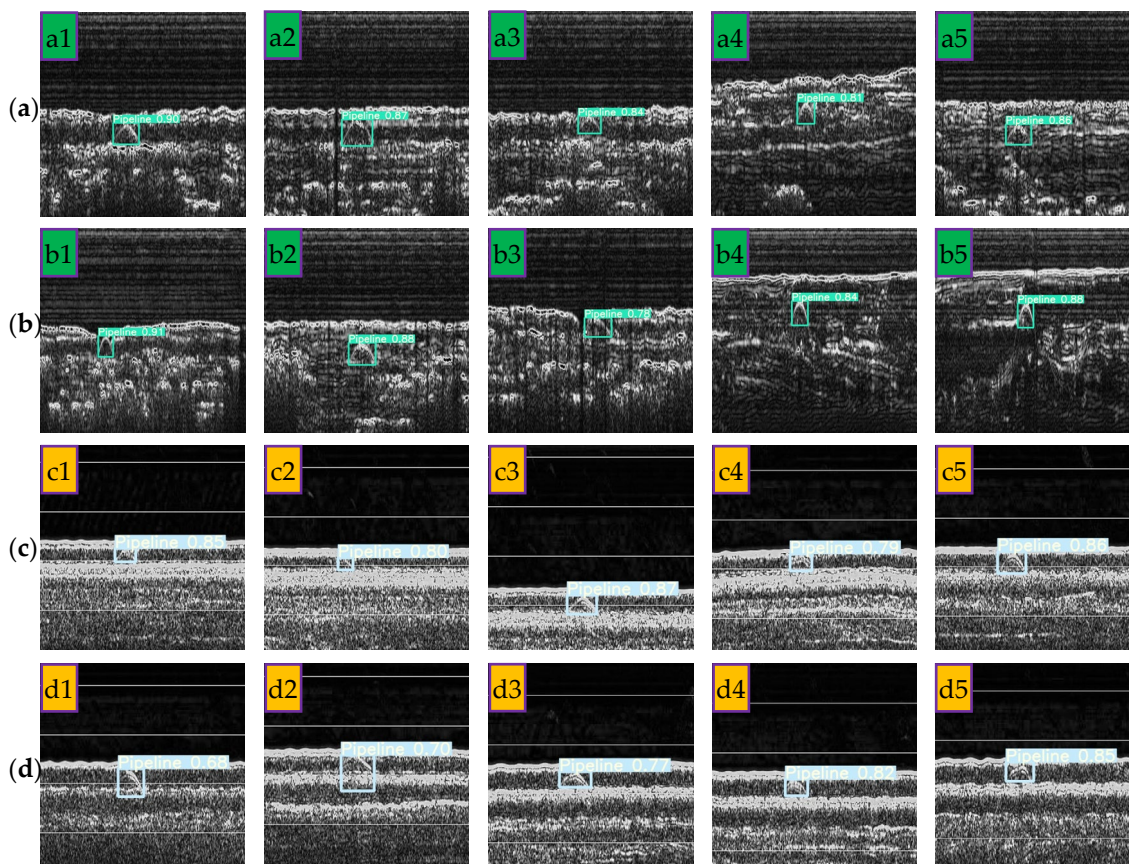 a1 a2 a3 a4 a5
(a)
Pipeline 0.90 Pipeline 0.87 Pipeline 0.84 Pipeline 0.81 Pipeline 0.86
b1 b2 b3 b4 b5
(b)
Pipeline 0.91 Pipeline 0.88 Pipeline 0.78 Pipeline 0.84 Pipeline 0.88
c1 c2 c3 c4 c5
(c)
Pipeline 0.85 Pipeline 0.80 Pipeline 0.87 Pipeline 0.79 Pipeline 0.86
d1 d2 d3 d4 d5
(d)
Pipeline 0.68 Pipeline 0.70 Pipeline 0.77 Pipeline 0.82 Pipeline 0.85